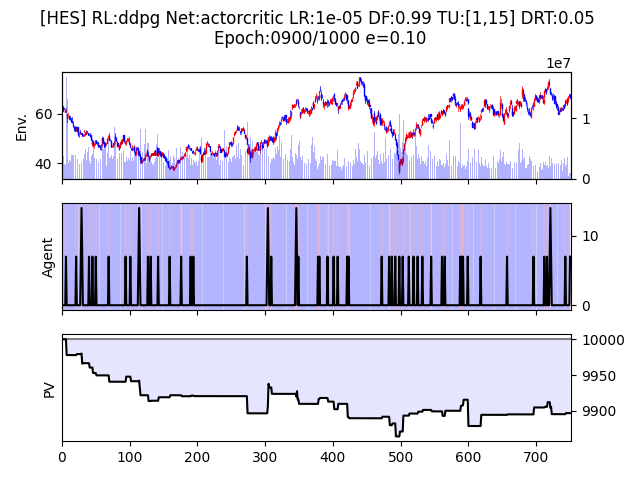 [HES] RL:ddpg Net:actorcritic LR:1e-05 DF:0.99 TU:[1,15] DRT:0.05
Epoch:0900/1000 e=0.10
1e7
Env.
60
40
1
0
Agent
10
0
PV
10000
9950
9900
0
100
200
300
400
500
600
700